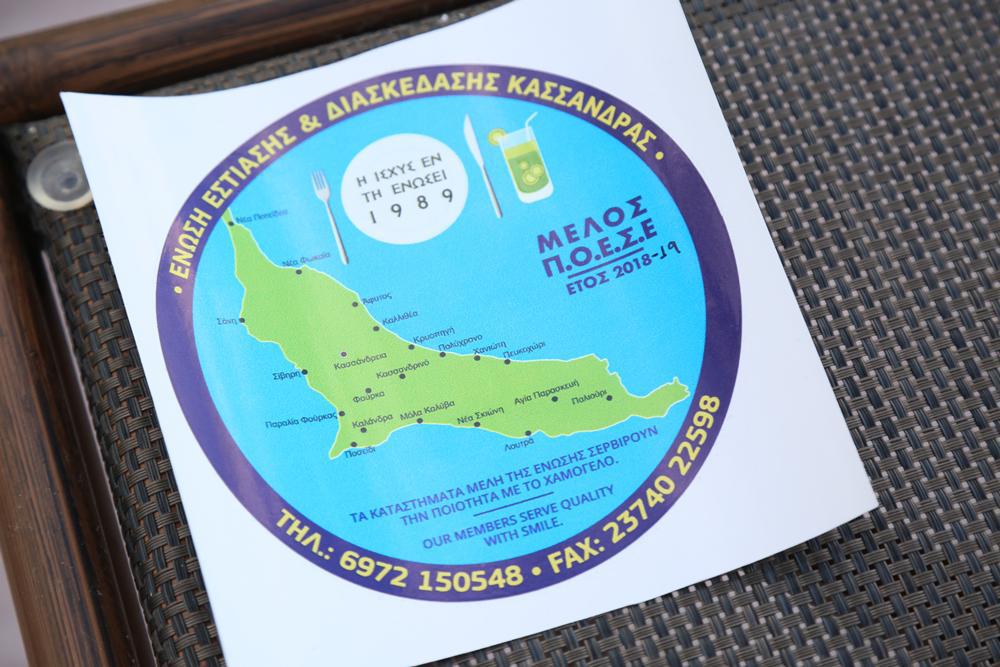 • ΕΝΩΣΗ ΕΣΤΙΑΣΗΣ & ΔΙΑΣΚΕΔΑΣΗΣ ΚΑΣΣΑΝΔΡΑΣ •
Η ΙΣΧΥΣ ΕΝ
ΤΗ ΕΝΩΣΕΙ
1989
ΜΕΛΟΣ
Π.Ο.Ε.Σ.Ε
ΕΤΟΣ 2018-19
Νέα Ποτείδαια
Νέα Φωκαία
Άφυτος
Σάνη
Καλλιθέα
Κρυοπηγή
Πολύχρονο
Χανιώτη
Πευκοχώρι
Κασσάνδρεια
Κασσανδρινό
Σίβηρη
Φούρκα
Αγία Παρασκευή
Παλιούρι
Παραλία Φούρκας
Καλάνδρα
Μόλα Καλύβα
Νέα Σκιώνη
Λουτρά
Ποσείδι
ΤΑ ΚΑΤΑΣΤΗΜΑΤΑ ΜΕΛΗ ΤΗΣ ΕΝΩΣΗΣ ΣΕΡΒΙΡΟΥΝ
ΤΗΝ ΠΟΙΟΤΗΤΑ ΜΕ ΤΟ ΧΑΜΟΓΕΛΟ.
OUR MEMBERS SERVE QUALITY
WITH SMILE.
ΤΗΛ.: 6972 150548 • FAX: 23740 22598